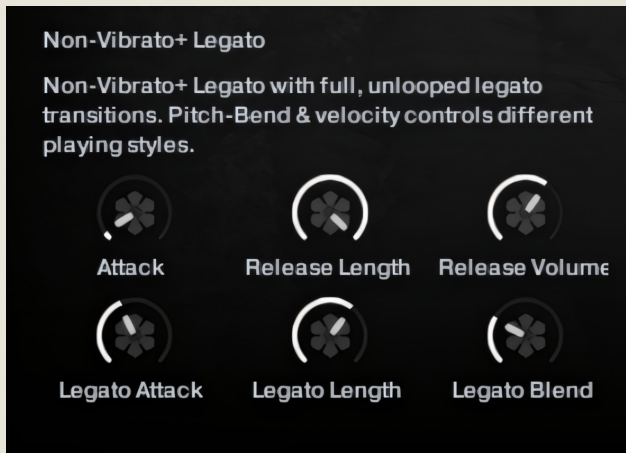 Non-Vibrato+ Legato
Non-Vibrato+ Legato with full, unlooped legato
transitions. Pitch-Bend & velocity controls different
playing styles.
Attack Release Length Release Volume
Legato Attack Legato Length Legato Blend